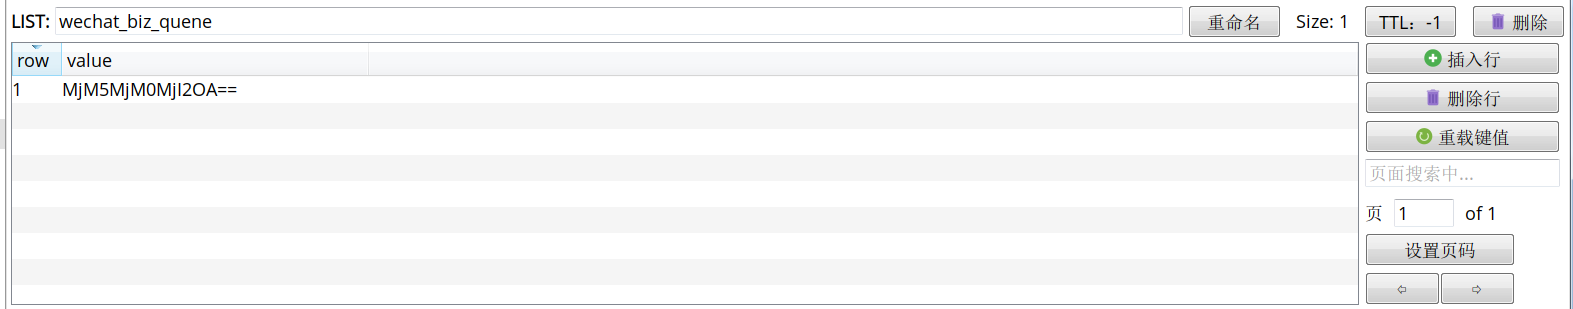 LIST: wechat_biz_quene 重命名 Size: 1 TTL：-1 删除
row value 插入行
1 MjM5MjM0MjI2OA== 删除行
重载键值
页面搜索中...
页 1 of 1
设置页码
⇦ ⇨